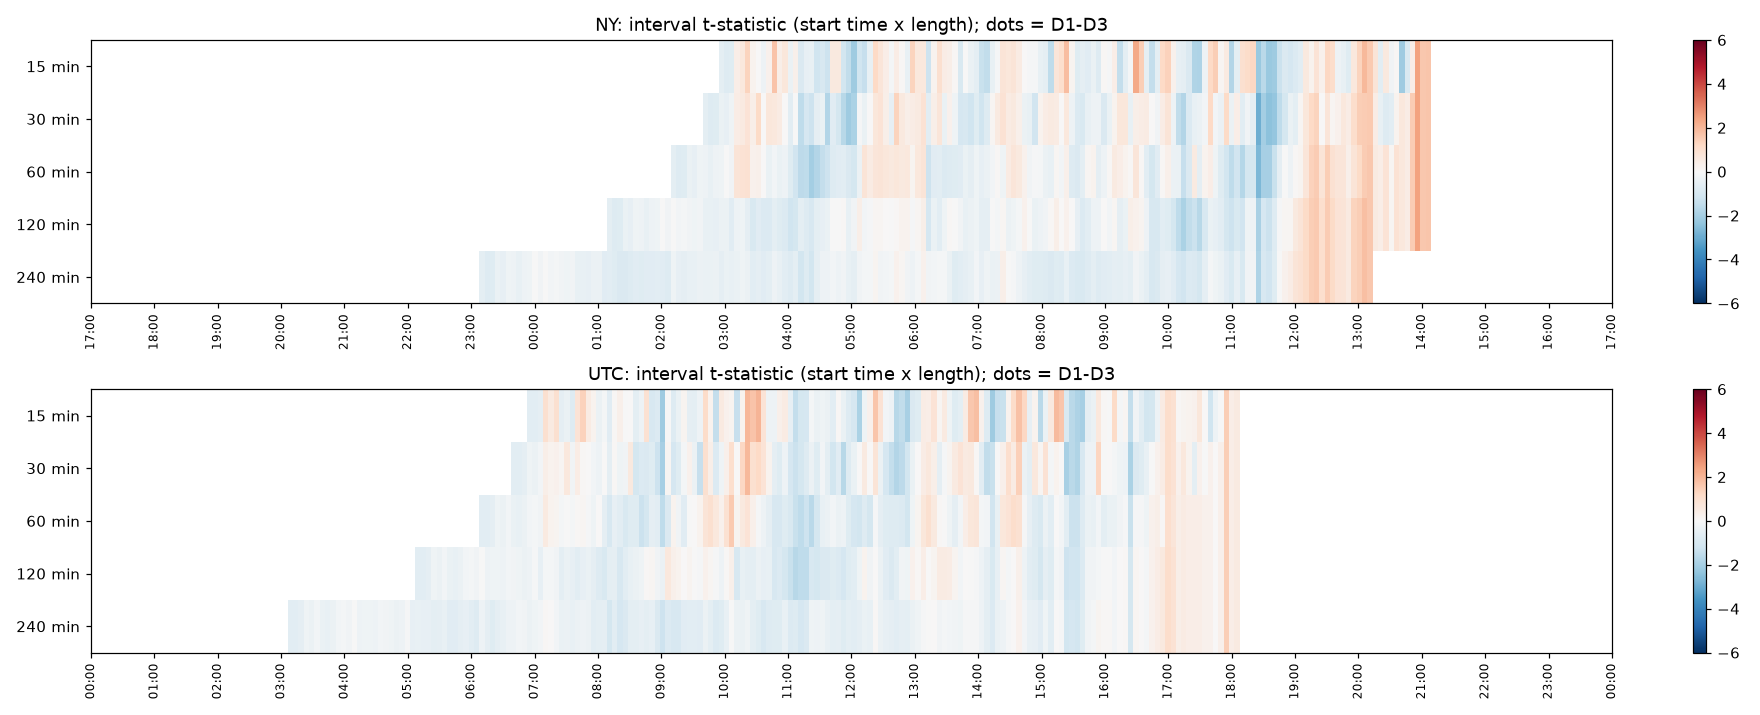 NY: interval t-statistic (start time x length); dots = D1-D3
15 min
30 min
60 min
120 min
240 min
17:00 18:00 19:00 20:00 21:00 22:00 23:00 00:00 01:00 02:00 03:00 04:00 05:00 06:00 07:00 08:00 09:00 10:00 11:00 12:00 13:00 14:00 15:00 16:00 17:00
6
4
2
0
−2
−4
−6
UTC: interval t-statistic (start time x length); dots = D1-D3
15 min
30 min
60 min
120 min
240 min
00:00 01:00 02:00 03:00 04:00 05:00 06:00 07:00 08:00 09:00 10:00 11:00 12:00 13:00 14:00 15:00 16:00 17:00 18:00 19:00 20:00 21:00 22:00 23:00 00:00
6
4
2
0
−2
−4
−6